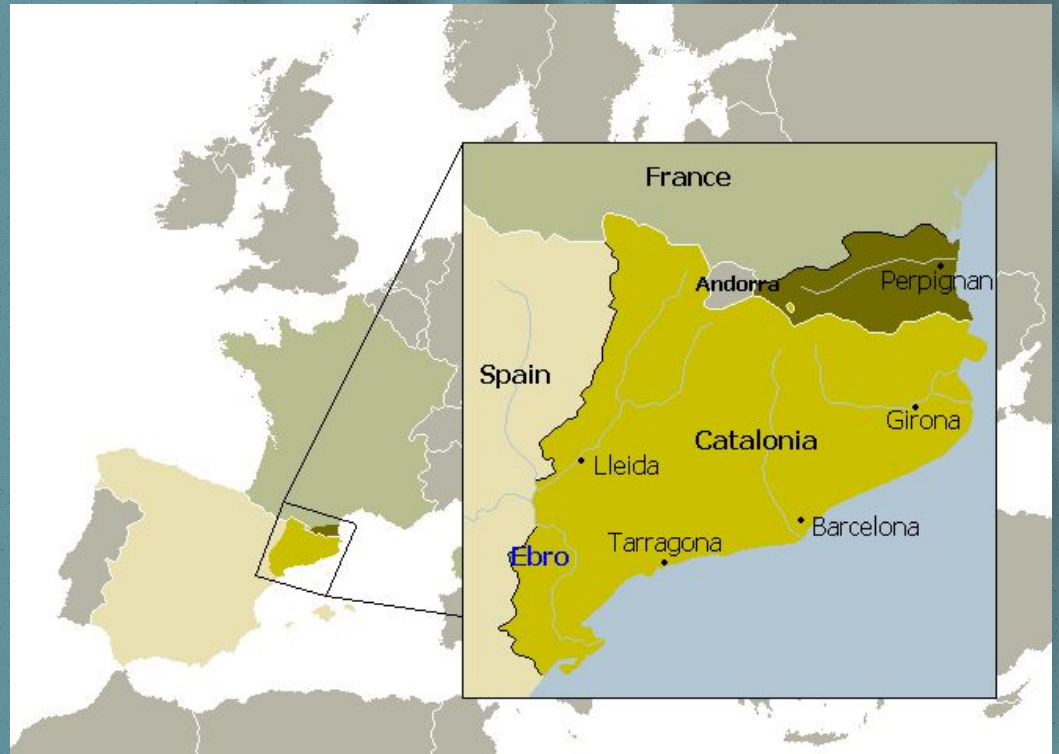 France
Andorra
Perpignan
Spain
Girona
Catalonia
Lleida
Barcelona
Tarragona
Ebro